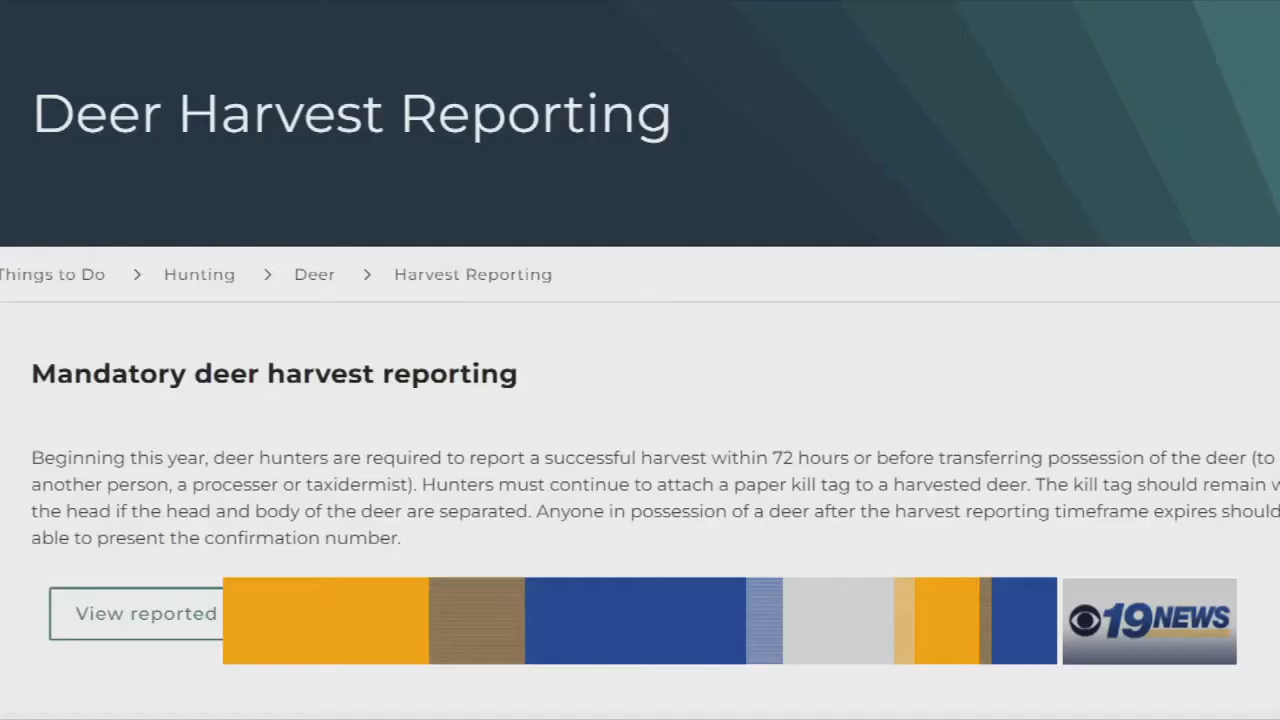 Deer Harvest Reporting
Things to Do > Hunting > Deer > Harvest Reporting
Mandatory deer harvest reporting
Beginning this year, deer hunters are required to report a successful harvest within 72 hours or before transferring possession of the deer (to
another person, a processer or taxidermist). Hunters must continue to attach a paper kill tag to a harvested deer. The kill tag should remain
the head if the head and body of the deer are separated. Anyone in possession of a deer after the harvest reporting timeframe expires should
able to present the confirmation number.
View reported
19 NEWS